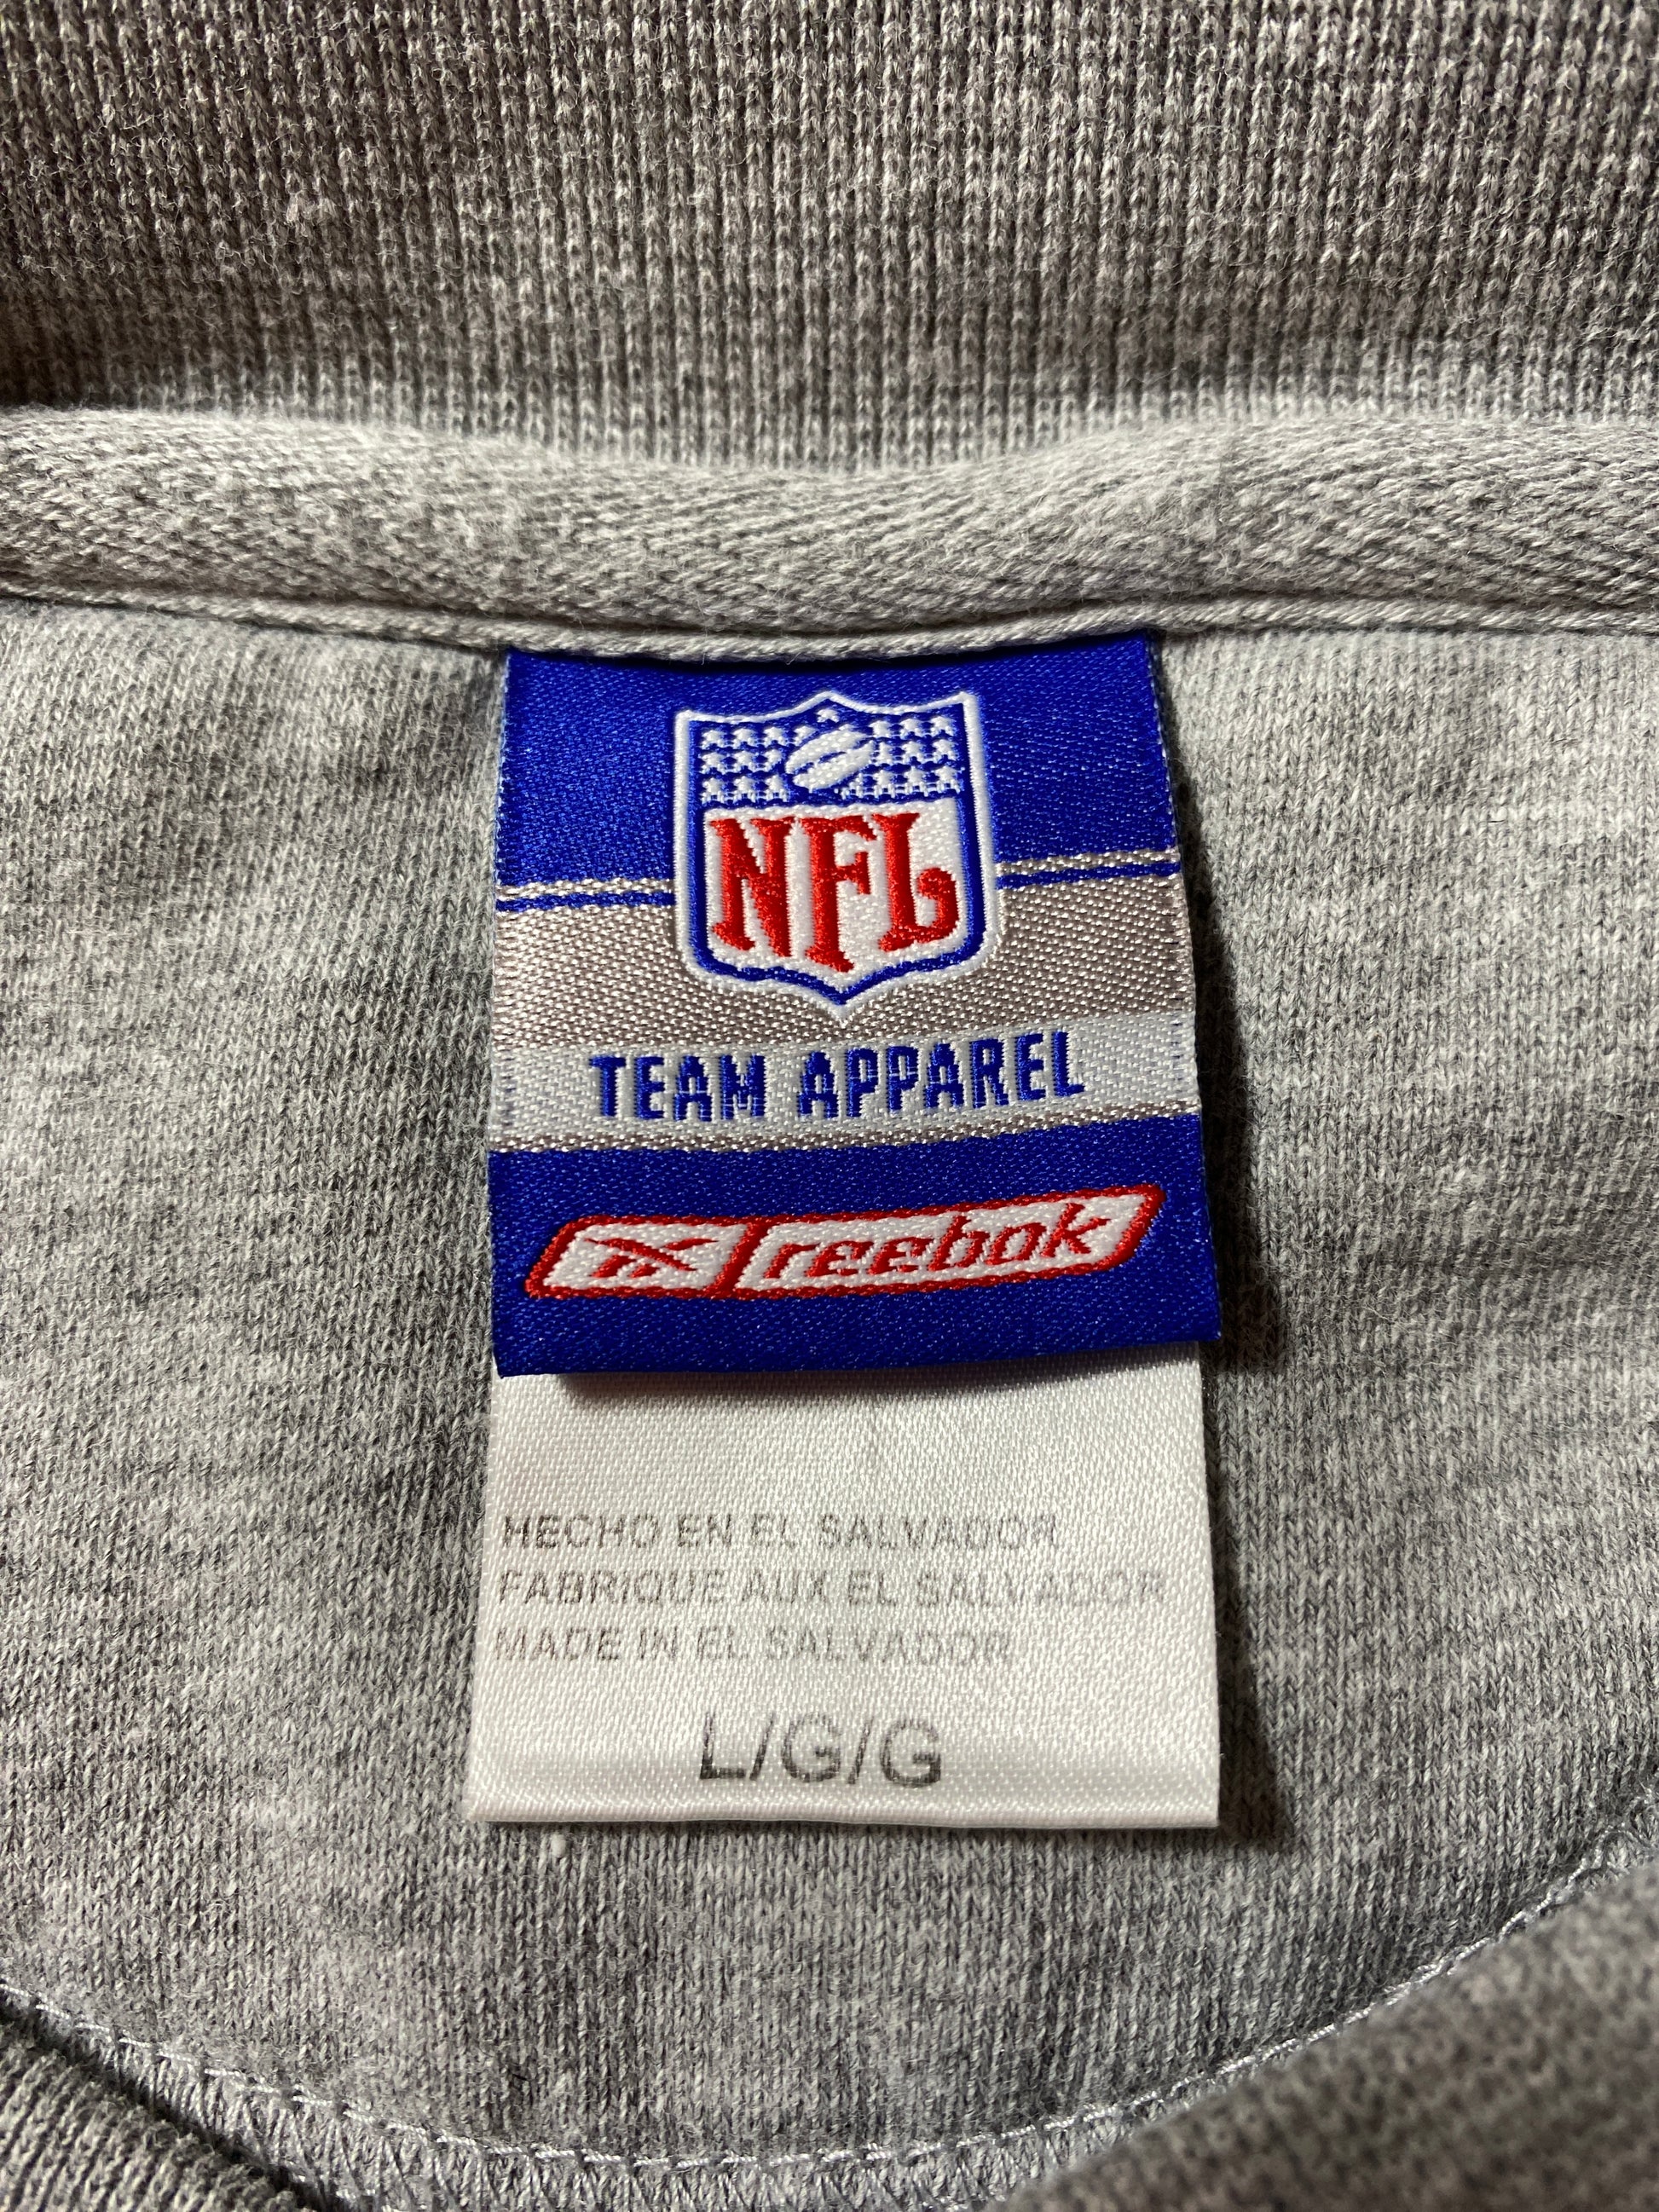 NFL
TEAM APPAREL
reebok
HECHO EN EL SALVADOR
FABRIQUE AUX EL SALVADOR
MADE IN EL SALVADOR
L/G/G